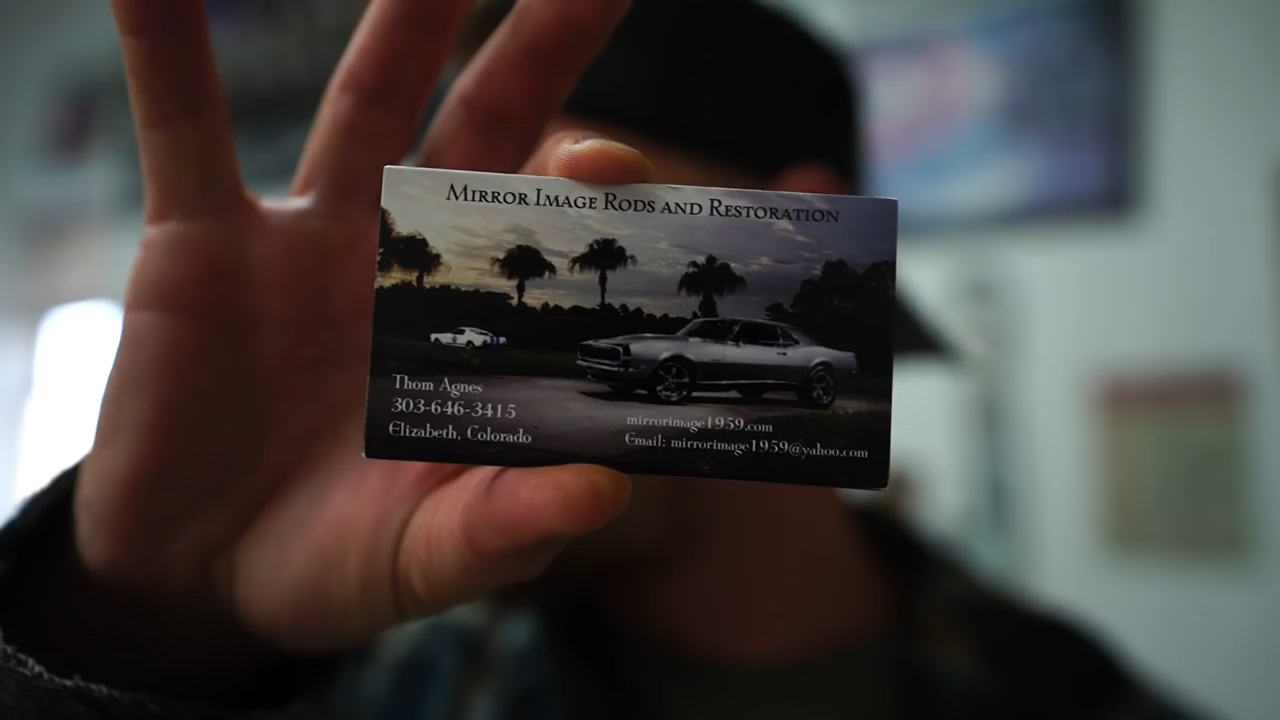 Mirror Image Rods and Restoration
Thom Agnes
303-646-3415
Elizabeth, Colorado
mirrorimage1959.com
Email: mirrorimage1959@yahoo.com